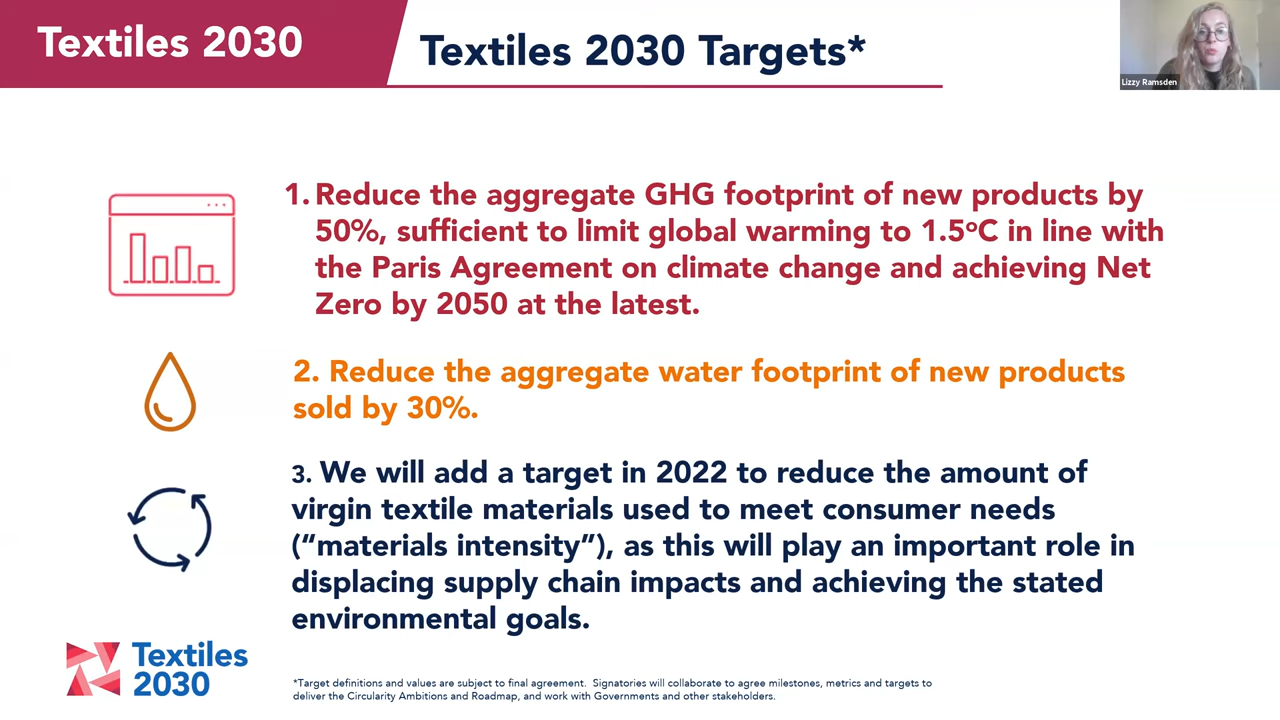 Textiles 2030
Textiles 2030 Targets*
Lizzy Ramsden
1. Reduce the aggregate GHG footprint of new products by
50%, sufficient to limit global warming to 1.5ºC in line with
the Paris Agreement on climate change and achieving Net
Zero by 2050 at the latest.
2. Reduce the aggregate water footprint of new products
sold by 30%.
3. We will add a target in 2022 to reduce the amount of
virgin textile materials used to meet consumer needs
(“materials intensity”), as this will play an important role in
displacing supply chain impacts and achieving the stated
environmental goals.
Textiles
2030
*Target definitions and values are subject to final agreement.  Signatories will collaborate to agree milestones, metrics and targets to
deliver the Circularity Ambitions and Roadmap, and work with Governments and other stakeholders.